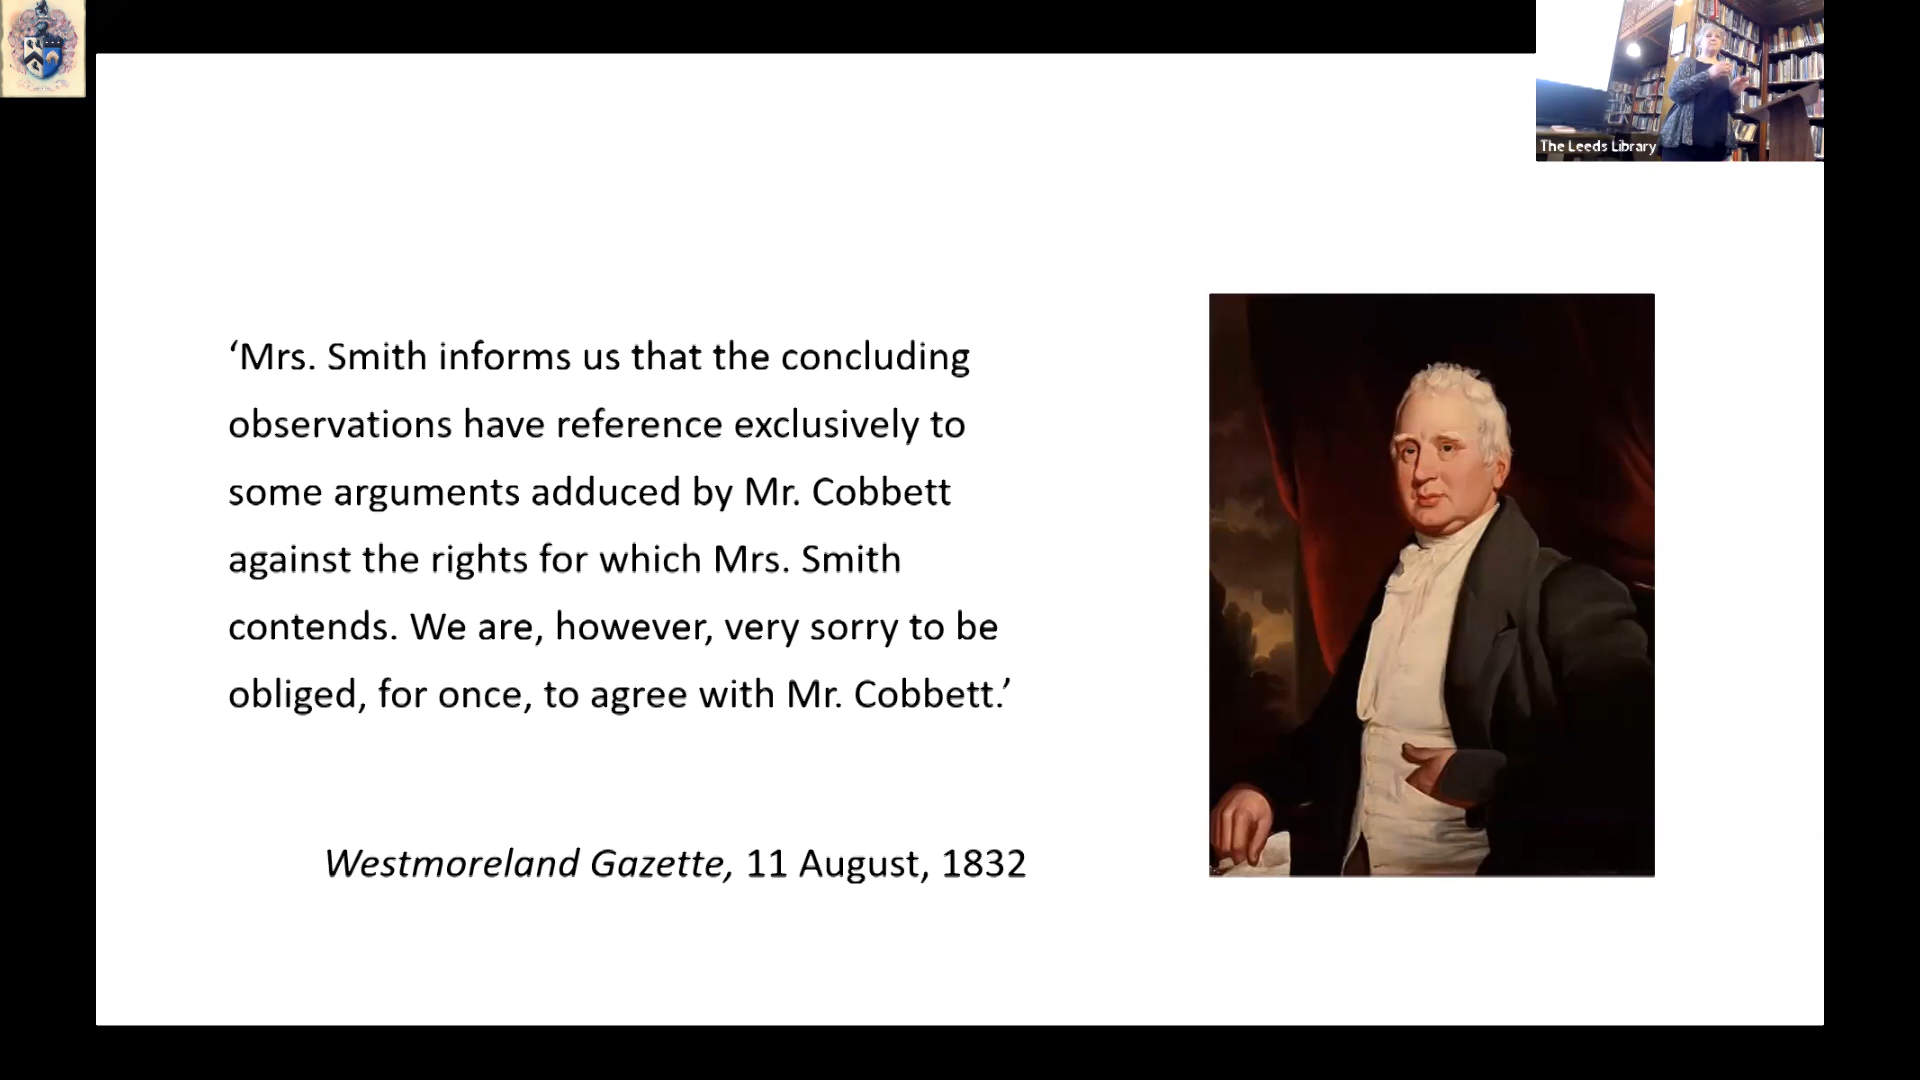 The Leeds Library
‘Mrs. Smith informs us that the concluding
observations have reference exclusively to
some arguments adduced by Mr. Cobbett
against the rights for which Mrs. Smith
contends. We are, however, very sorry to be
obliged, for once, to agree with Mr. Cobbett.’
Westmoreland Gazette, 11 August, 1832